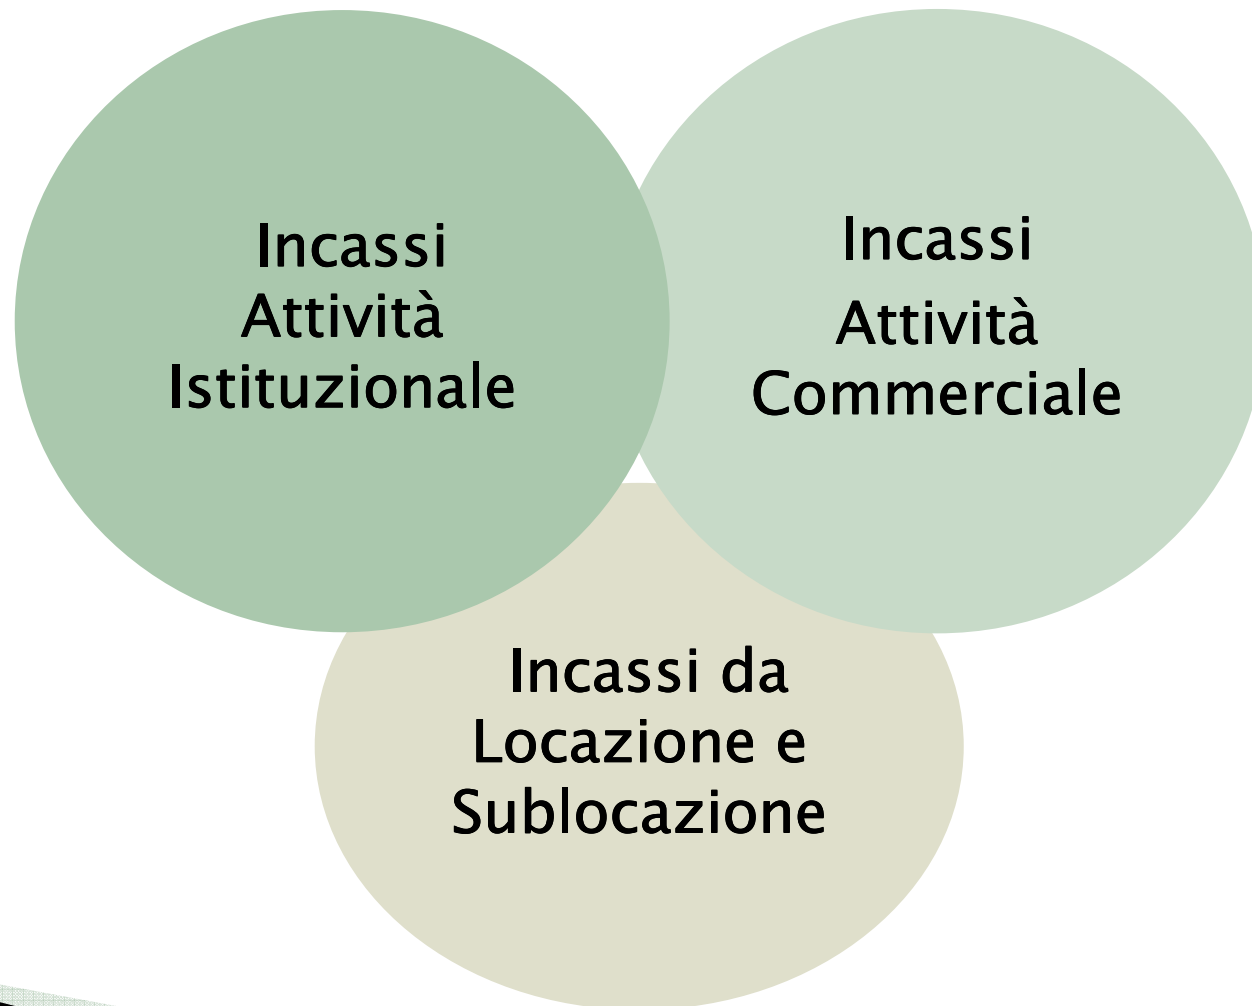 Incassi
Attività
Istituzionale
Incassi
Attività
Commerciale
Incassi da
Locazione e
Sublocazione